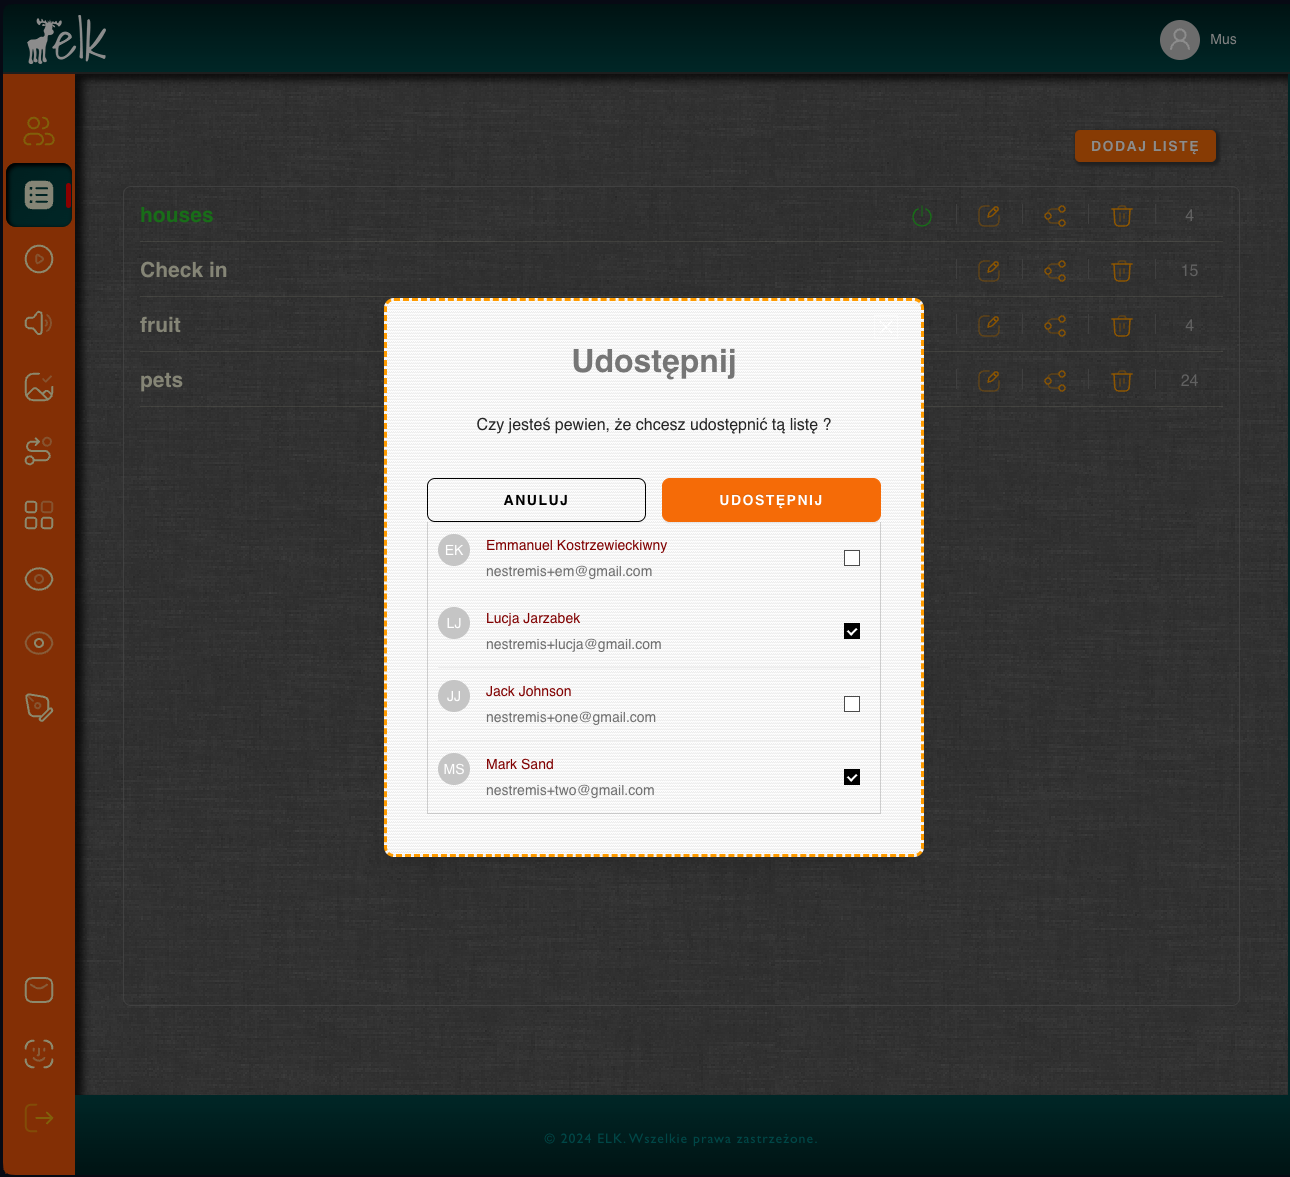 elk
Mus
DODAJ LISTĘ
houses
4
Check in
15
fruit
4
pets
24
Udostępnij
Czy jesteś pewien, że chcesz udostępnić tą listę ?
ANULUJ
UDOSTĘPNIJ
EK
Emmanuel Kostrzewieckiwny
nestremis+em@gmail.com
LJ
Lucja Jarzabek
nestremis+lucja@gmail.com
JJ
Jack Johnson
nestremis+one@gmail.com
MS
Mark Sand
nestremis+two@gmail.com
© 2024 ELK. Wszelkie prawa zastrzeżone.